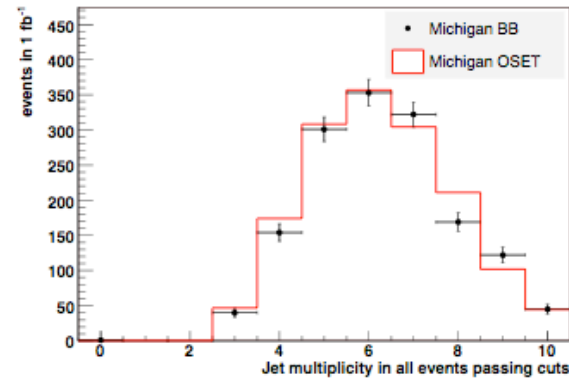 450
400
350
300
250
200
150
100
50
0
events in 1 fb⁻¹
Michigan BB
Michigan OSET
0 2 4 6 8 10
Jet multiplicity in all events passing cuts